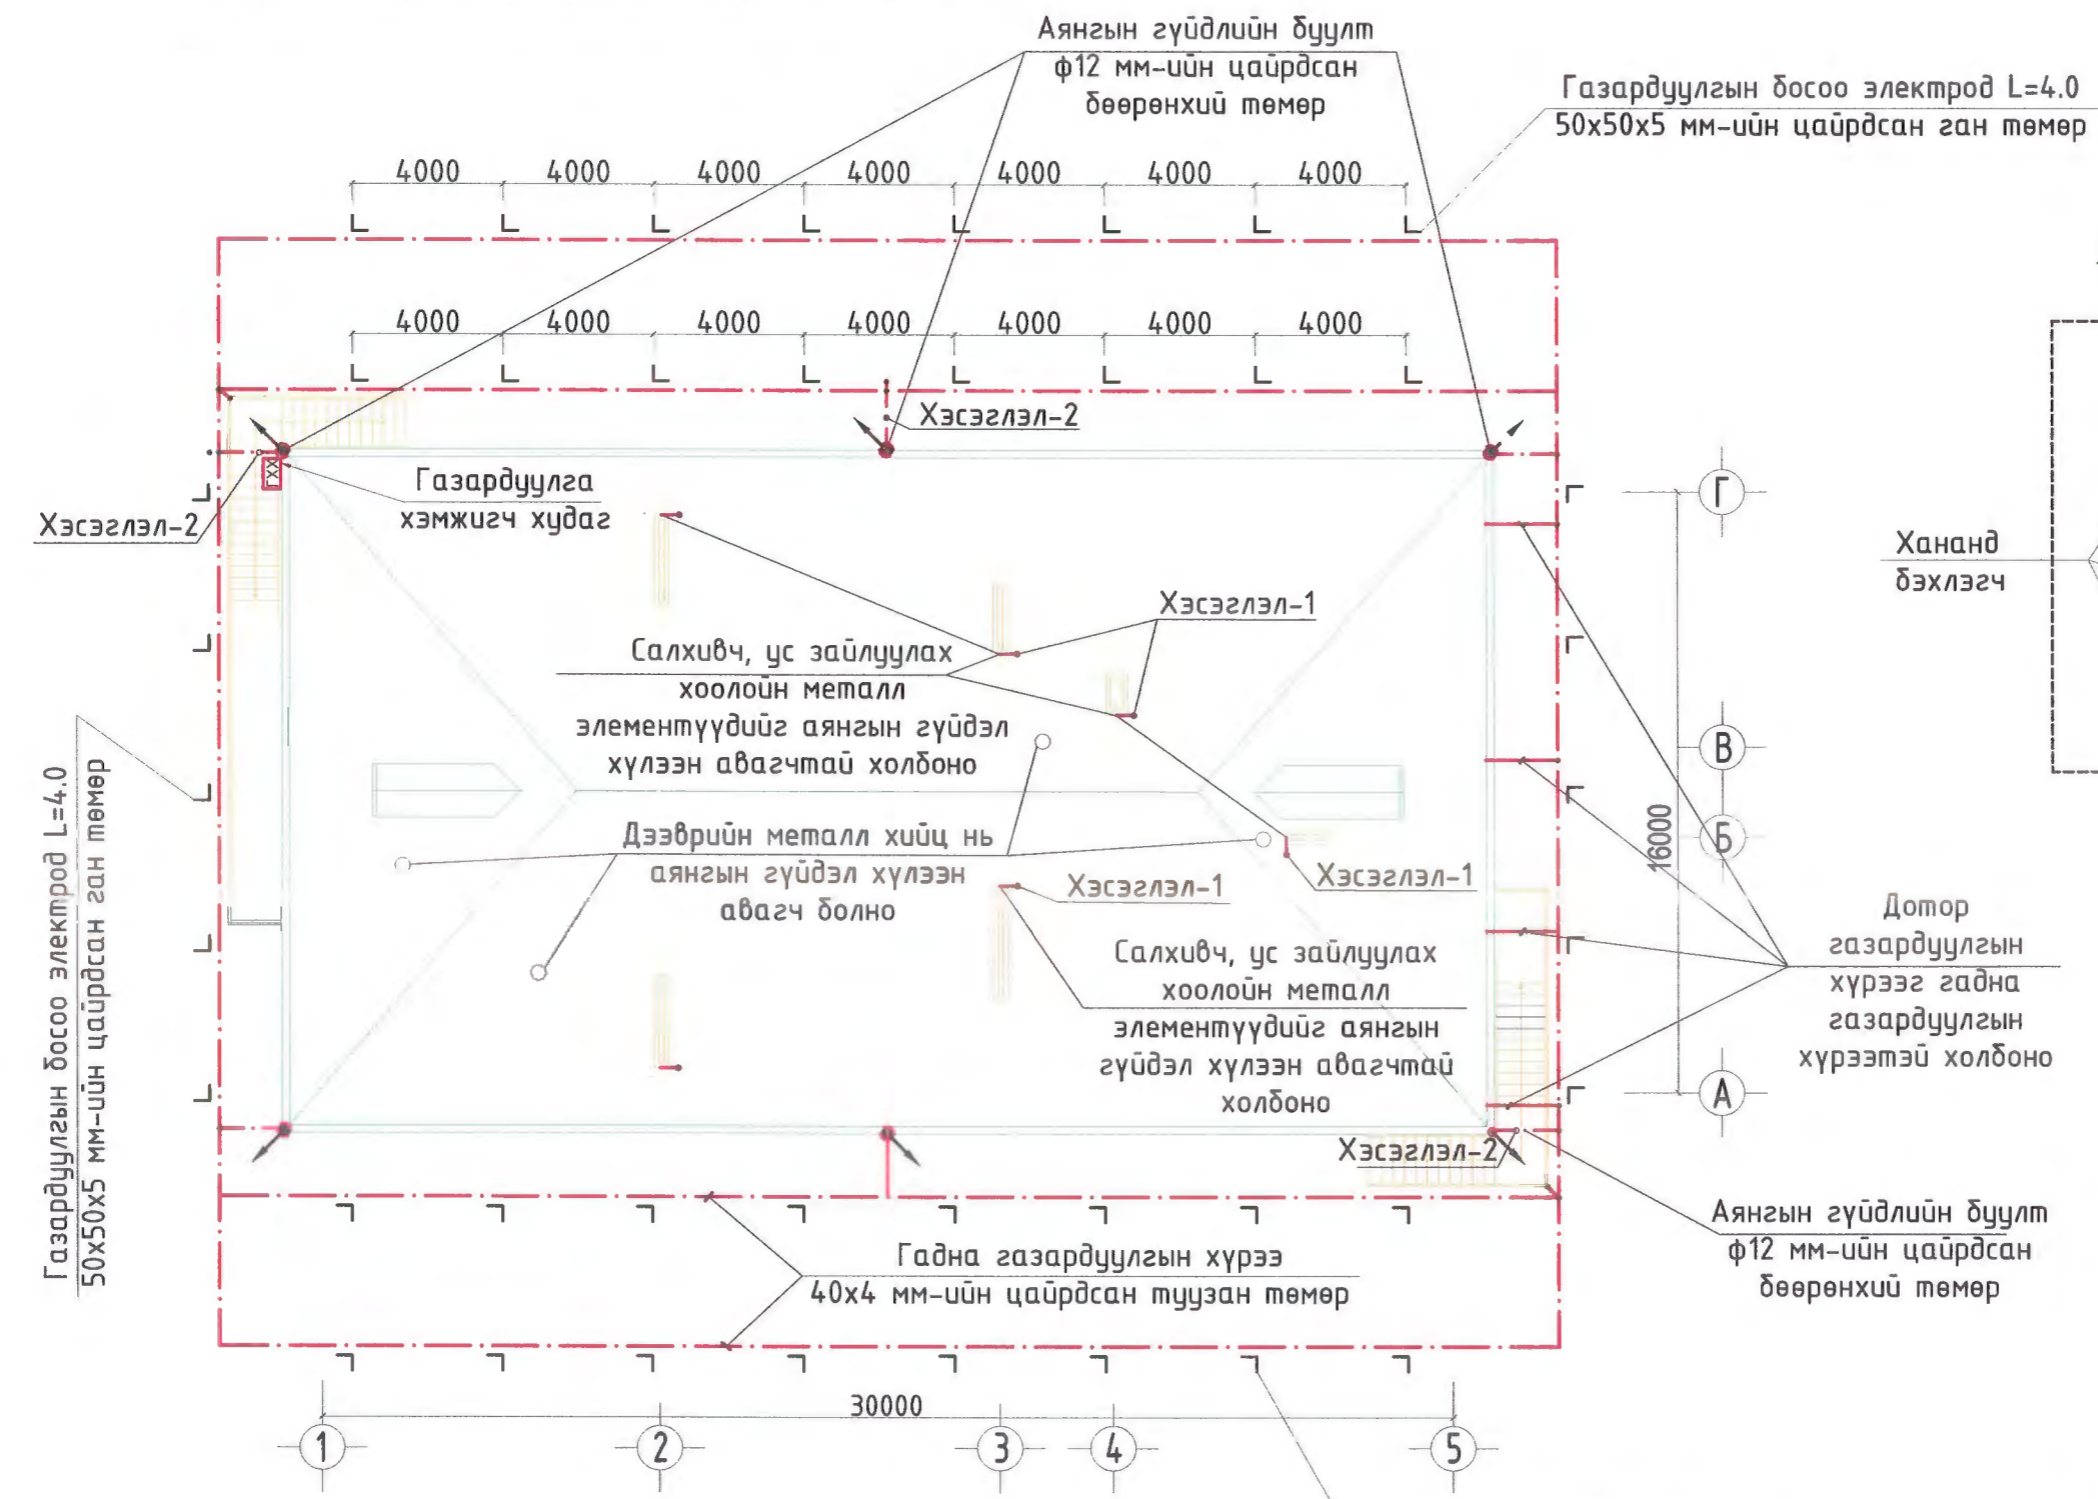 Аянгын гүйдлийн буулт
ф12 мм-ийн цайрдсан
бөөрөнхий төмөр
Газардуулгын босоо электрод L=4.0
50x50x5 мм-ийн цайрдсан ган төмөр
4000 4000 4000 4000 4000 4000 4000
4000 4000 4000 4000 4000 4000 4000
Хэсэглэл-2
ГХХ
Газардуулга
хэмжигч худаг
Хэсэглэл-2
Г
Хананд
бэхлэгч
Хэсэглэл-1
Салхивч, ус зайлуулах
хоолойн металл
элементүүдийг аянгын гүйдэл
хүлээн авагчтай холбоно
В
Б
16000
Дээврийн металл хийц нь
аянгын гүйдэл хүлээн
авагч болно
Хэсэглэл-1
Хэсэглэл-1
Газардуулгын босоо электрод L=4.0
50x50x5 мм-ийн цайрдсан ган төмөр
Салхивч, ус зайлуулах
хоолойн металл
элементүүдийг аянгын
гүйдэл хүлээн авагчтай
холбоно
Дотор
газардуулгын
хүрээг гадна
газардуулгын
хүрээтэй холбоно
А
Хэсэглэл-2
Аянгын гүйдлийн буулт
ф12 мм-ийн цайрдсан
бөөрөнхий төмөр
Гадна газардуулгын хүрээ
40x4 мм-ийн цайрдсан туузан төмөр
30000
1 2 3 4 5